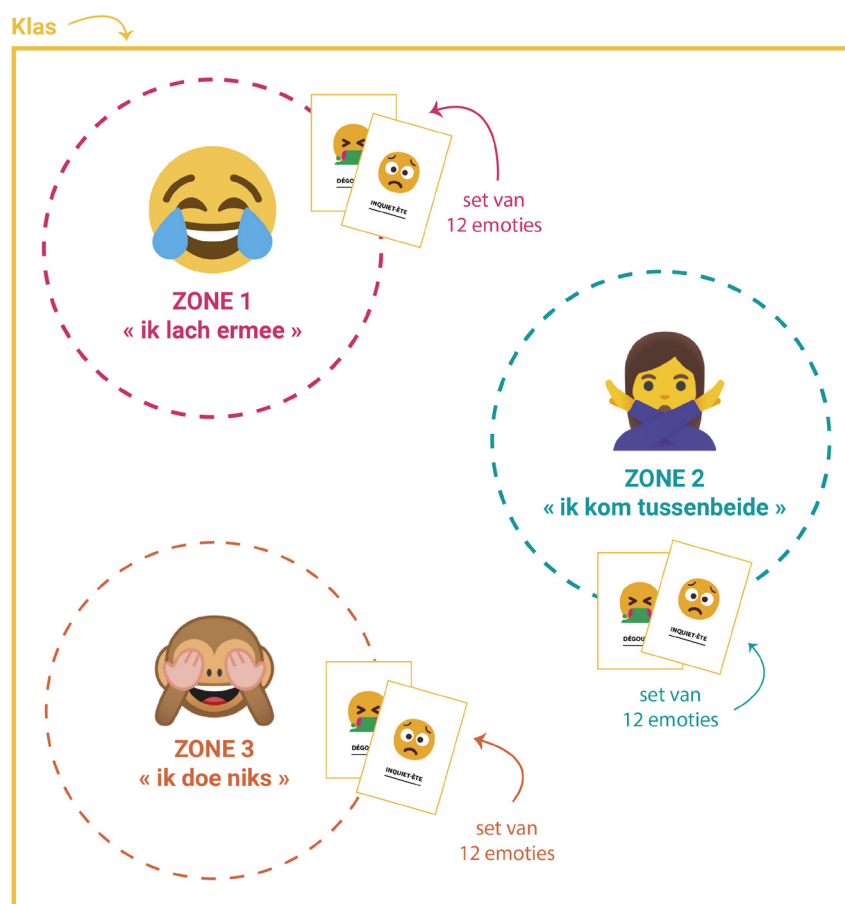 Klas
INQUIET·ÈTE
set van
12 emoties
ZONE 1
« ik lach ermee »
ZONE 2
« ik kom tussenbeide »
INQUIET·ÈTE
set van
12 emoties
ZONE 3
« ik doe niks »
INQUIET·ÈTE
set van
12 emoties